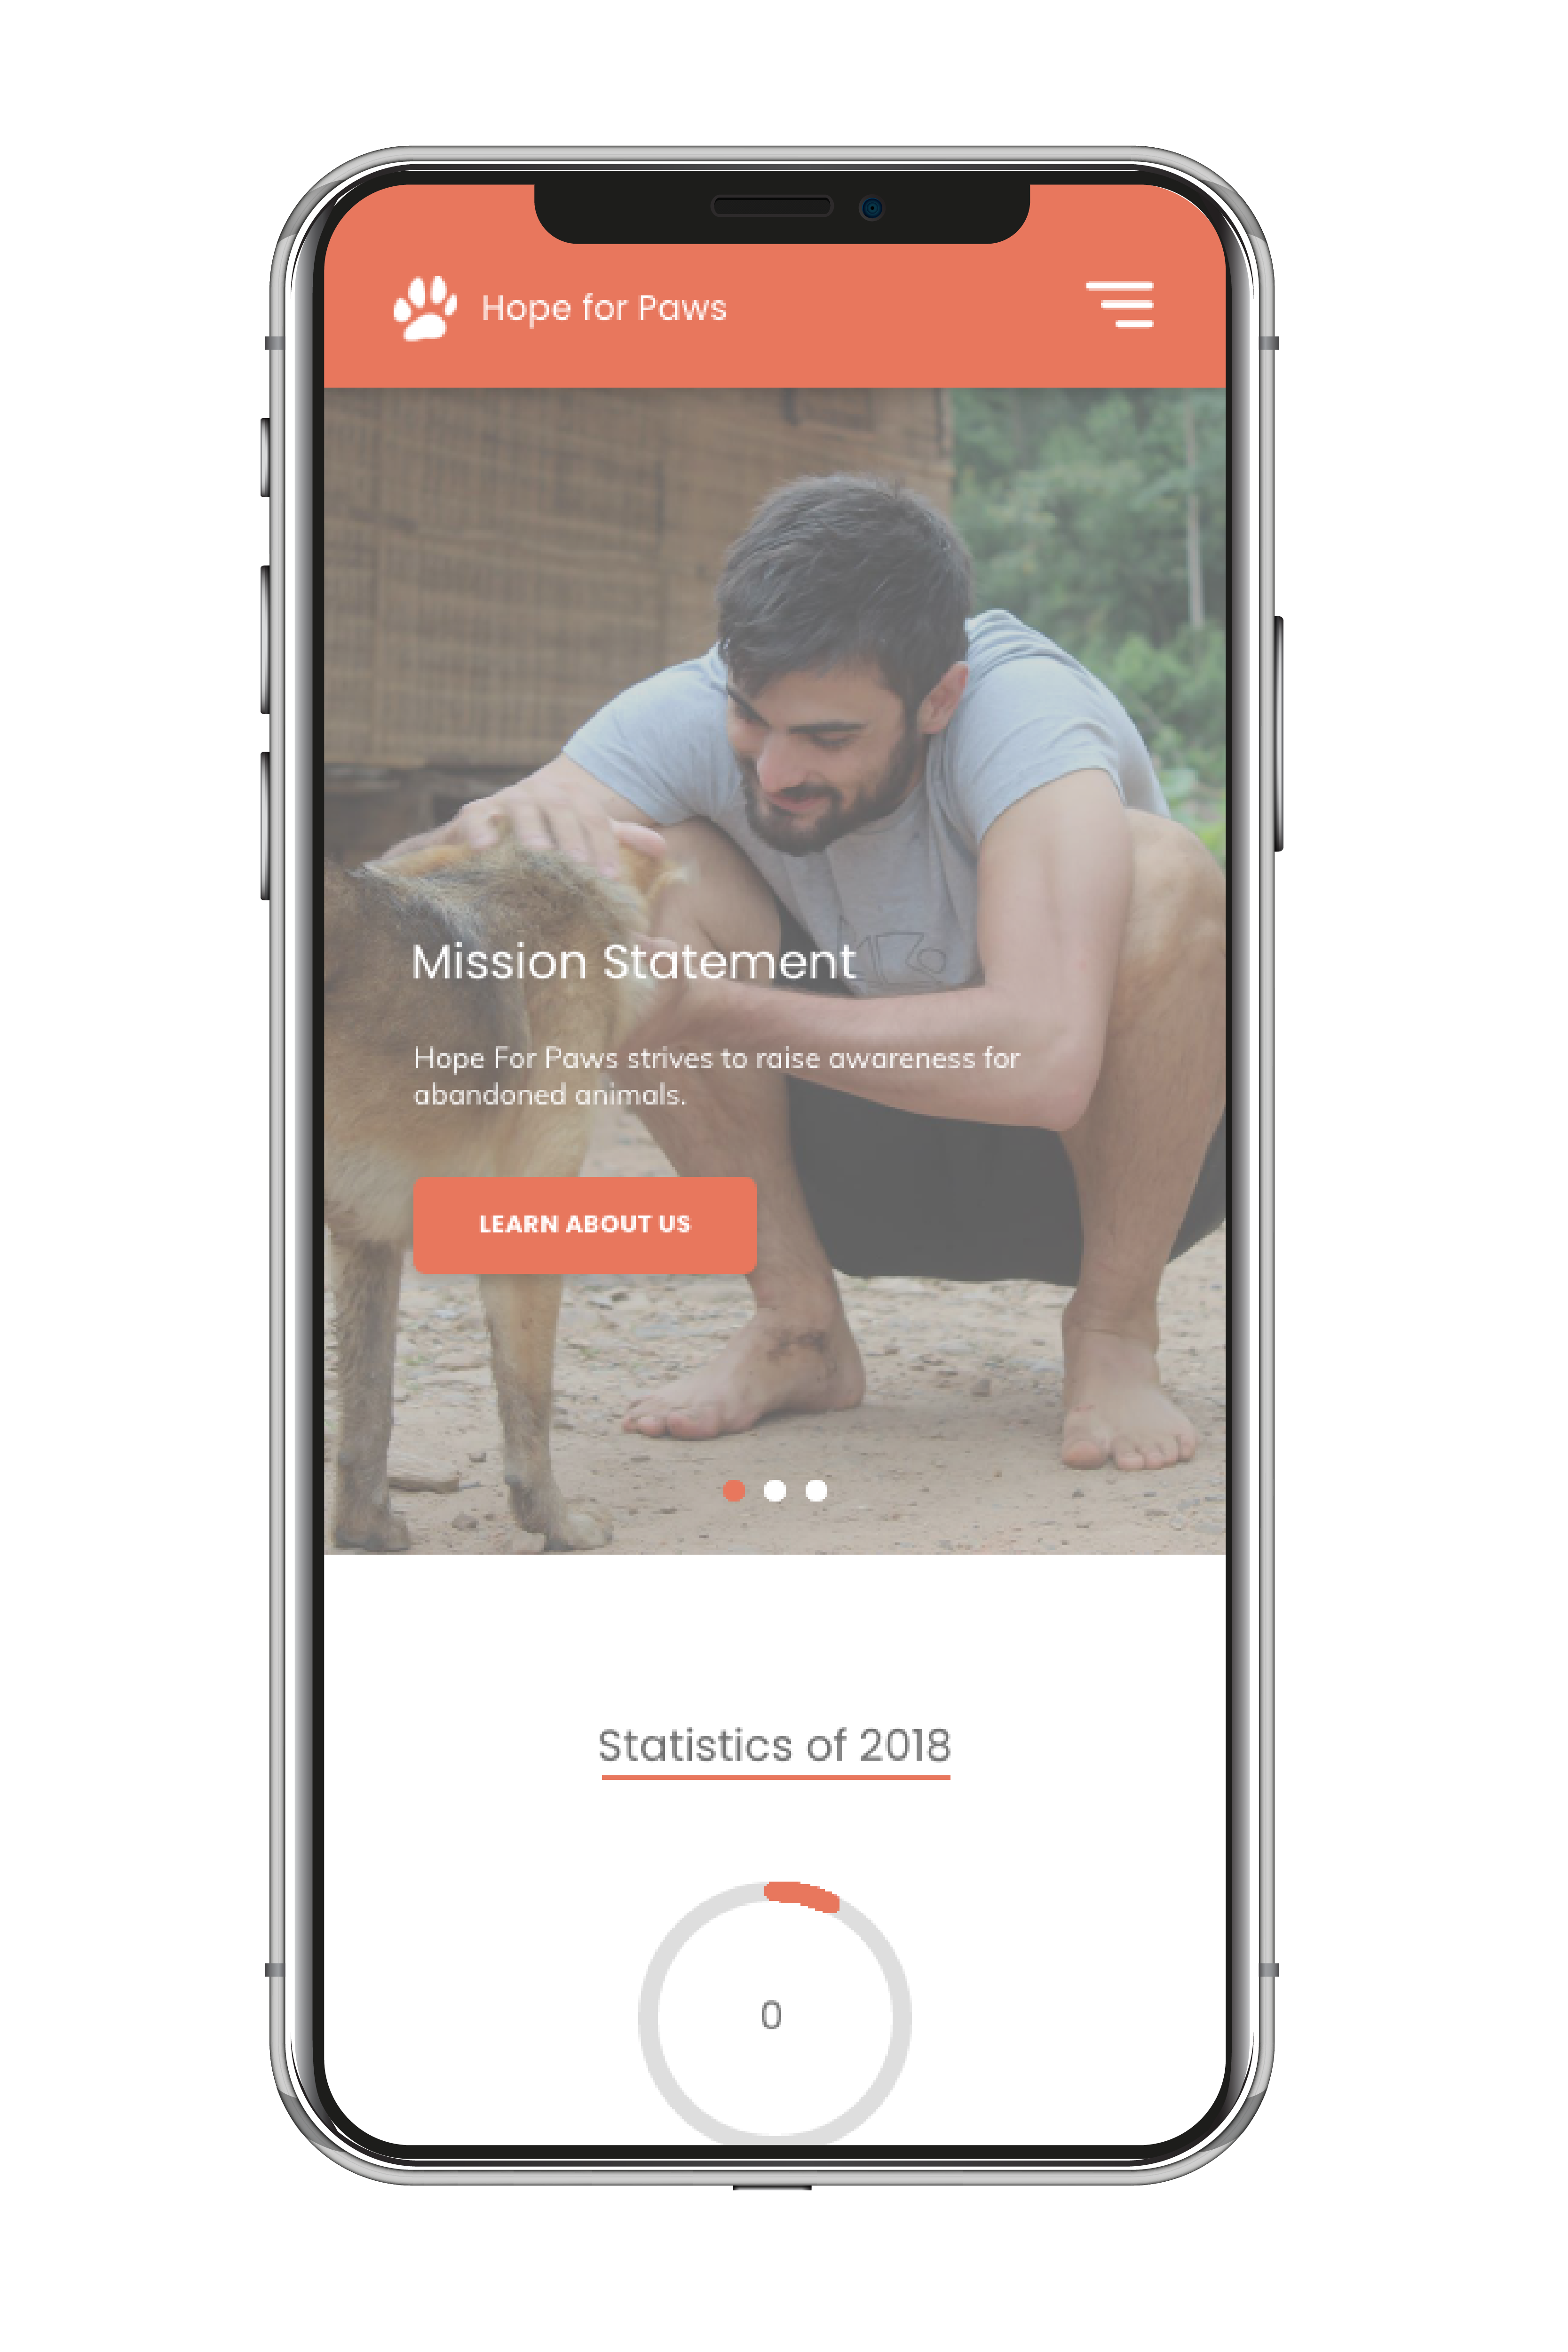 Hope for Paws
Mission Statement
Hope For Paws strives to raise awareness for
abandoned animals.
LEARN ABOUT US
Statistics of 2018
0